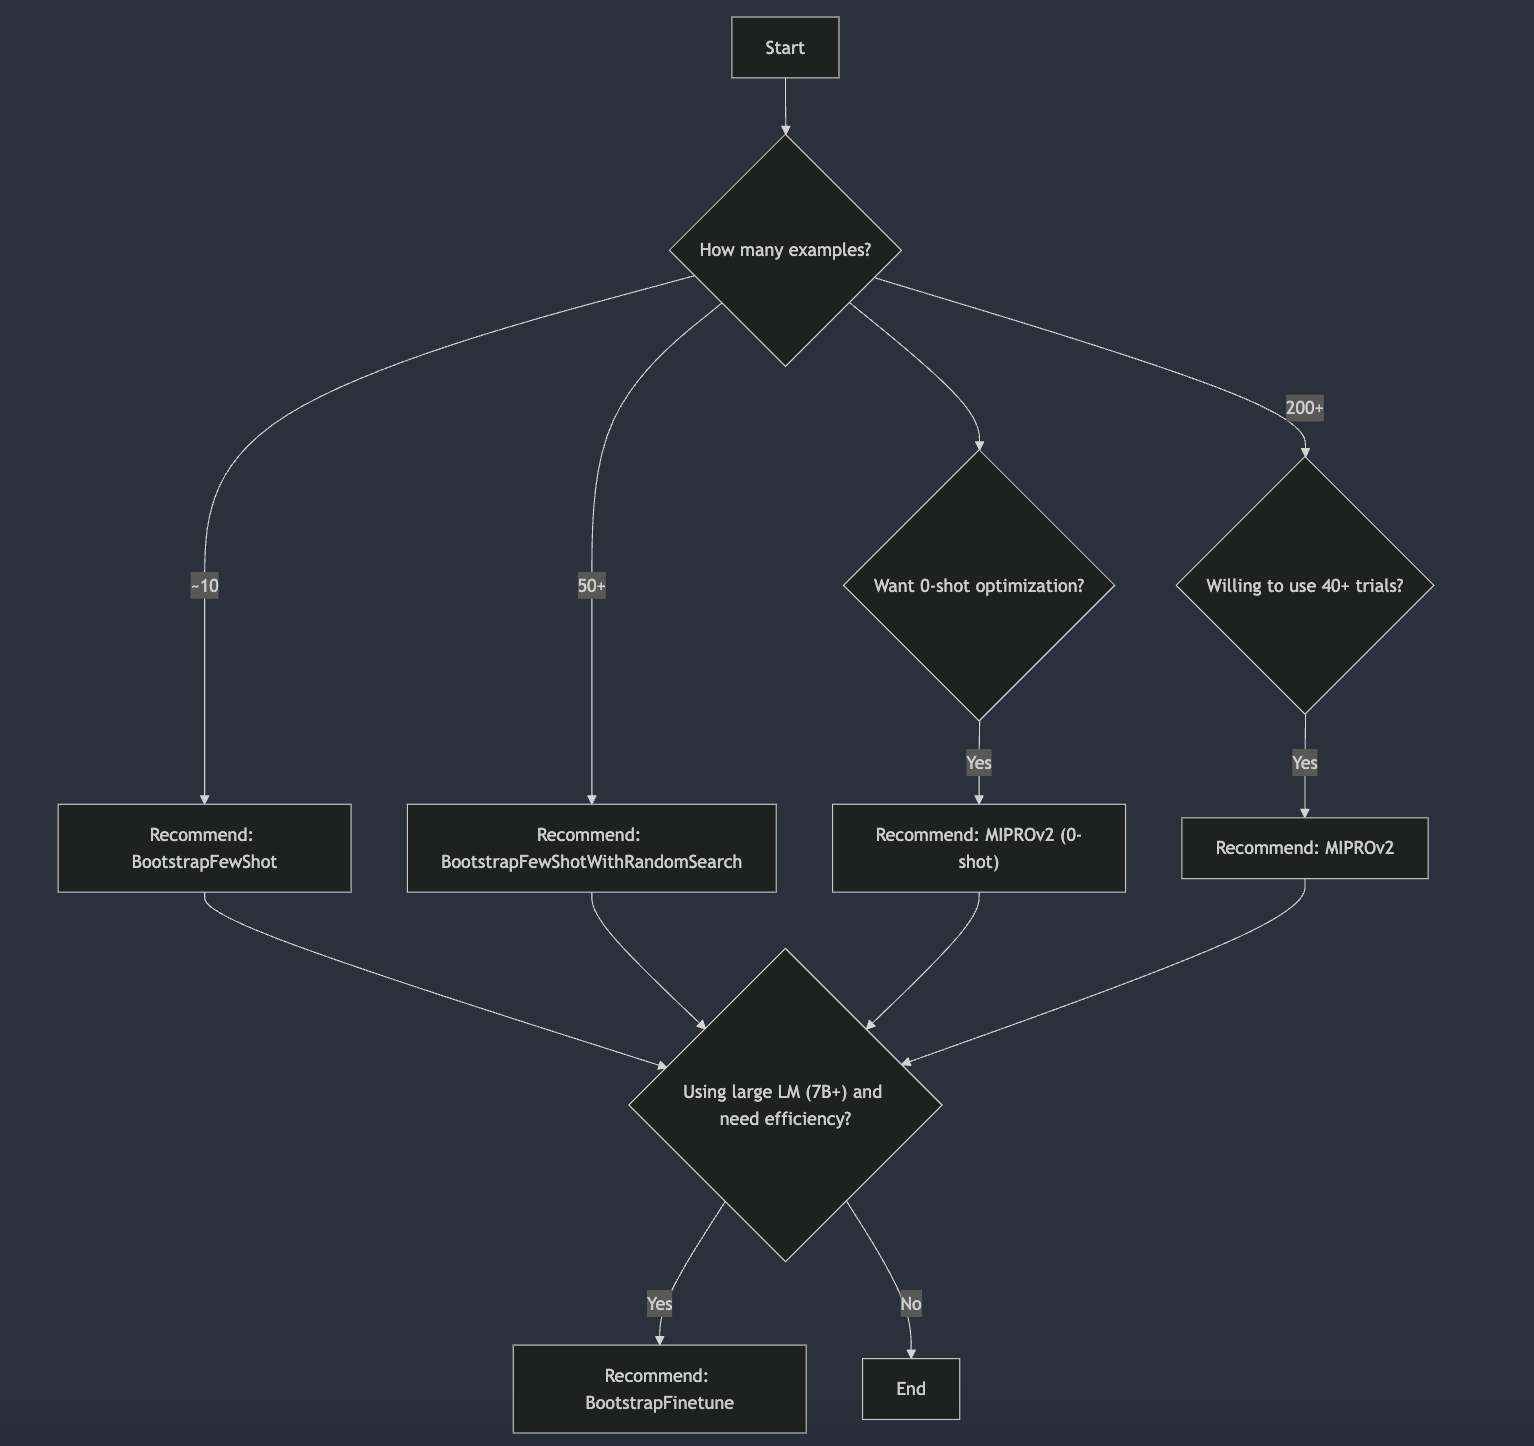 Start
How many examples?
200+
~10
50+
Want 0-shot optimization?
Willing to use 40+ trials?
Yes
Yes
Recommend:
BootstrapFewShot
Recommend:
BootstrapFewShotWithRandomSearch
Recommend: MIPROv2 (0-
shot)
Recommend: MIPROv2
Using large LM (7B+) and
need efficiency?
Yes
No
Recommend:
BootstrapFinetune
End